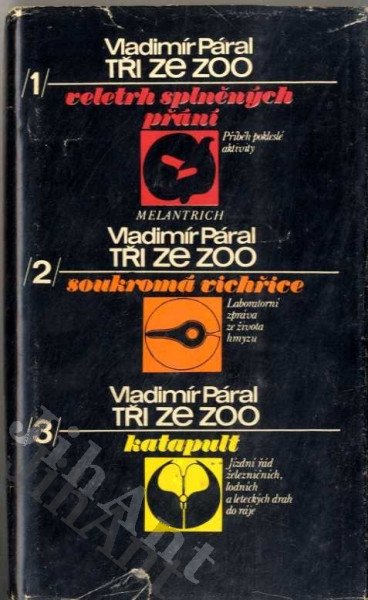 Vladimír Páral
TŘI ze ZOO
/1/
veletrh splněných
přání
Příběh pokleslé
aktivity
MELANTRICH
Vladimír Páral
TŘI ze ZOO
/2/
soukromá vichřice
Laboratorní
zpráva
ze života
hmyzu
Vladimír Páral
TŘI ze ZOO
/3/
katapult
Jízdní řád
železničních,
lodních
a leteckých drah
do ráje
JihAnt